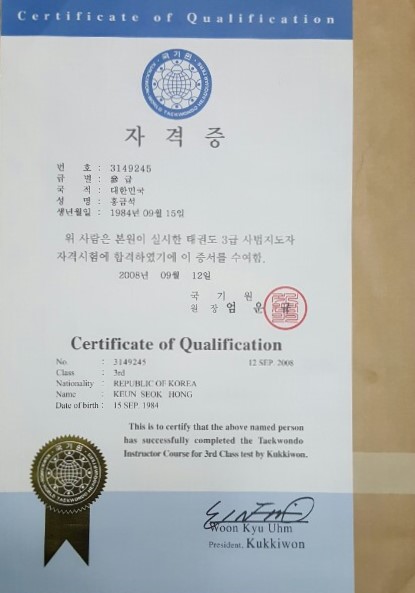 Certificate of Qualification
국기원
자 격 증
번 호 : 3149245
급 별 : 參 급
국 적 : 대한민국
성 명 : 홍금석
생년월일 : 1984년 09월 15일
위 사람은 본원이 실시한 태권도 3급 사범지도자
자격시험에 합격하였기에 이 증서를 수여함.
2008년 09월 12일
국 기 원
원 장 엄 운 규
Certificate of Qualification
No. : 3149245 12 SEP. 2008
Class : 3rd
Nationality : REPUBLIC OF KOREA
Name : KEUN SEOK HONG
Date of birth : 15 SEP. 1984
This is to certify that the above named person
has successfully completed the Taekwondo
Instructor Course for 3rd Class test by Kukkiwon.
Woon Kyu Uhm
President, Kukkiwon